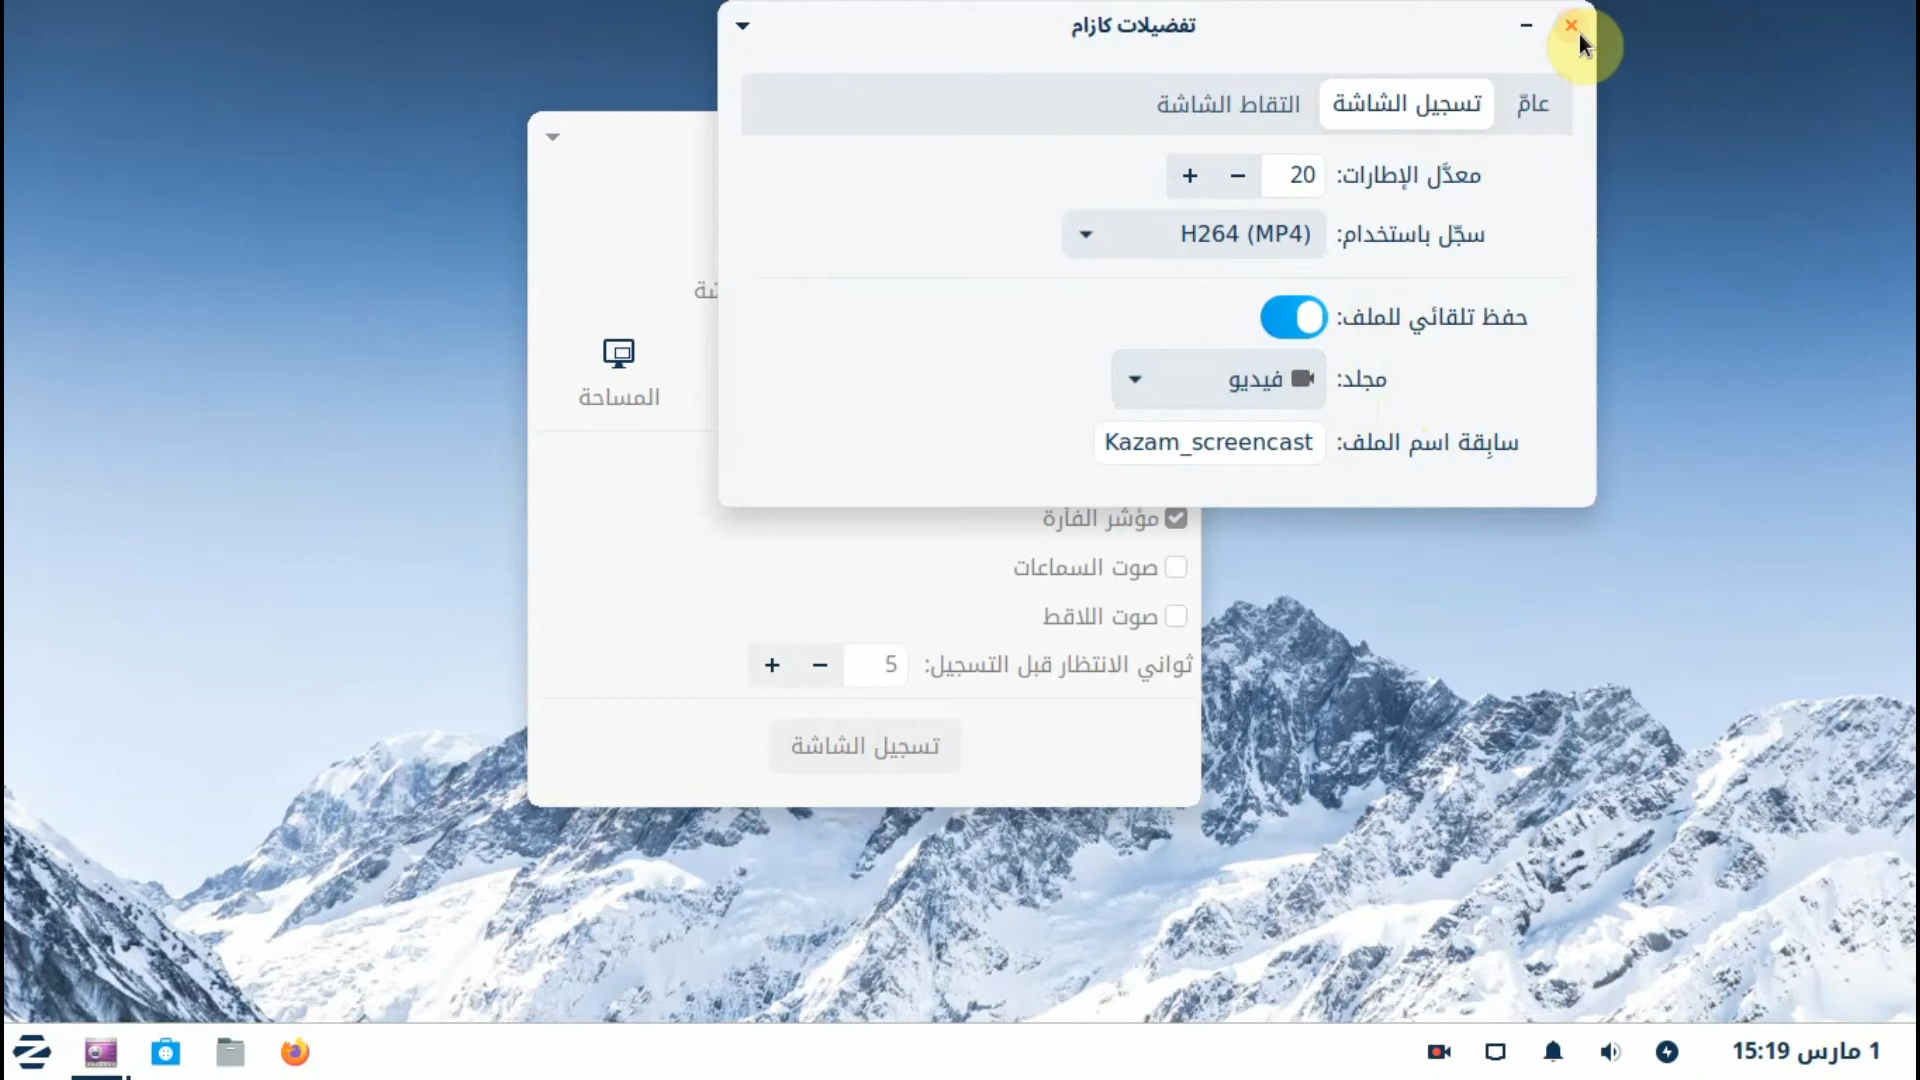 تفضيلات كازام
عامّ
تسجيل الشاشة
التقاط الشاشة
معدَّل الإطارات: 20
سجّل باستخدام: H264 (MP4)
حفظ تلقائي للملف:
مجلد: فيديو
سابِقة اسم الملف: Kazam_screencast
المساحة
مؤشر الفأرة
صوت السماعات
صوت اللاقط
ثواني الانتظار قبل التسجيل: 5
تسجيل الشاشة
1 مارس 15:19